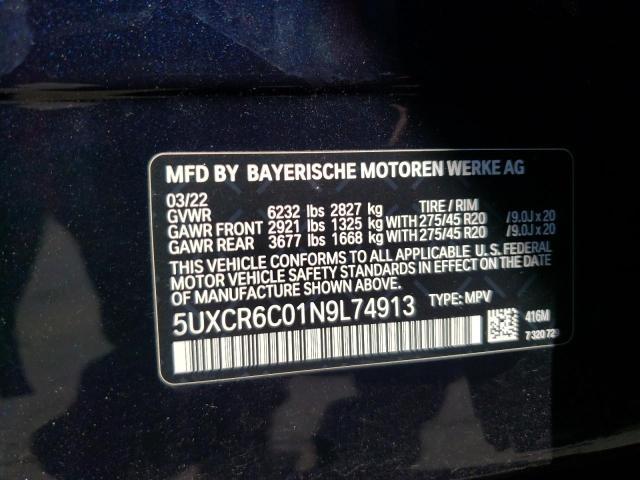 MFD BY BAYERISCHE MOTOREN WERKE AG
03/22
GVWR 6232 lbs 2827 kg TIRE / RIM
GAWR FRONT 2921 lbs 1325 kg WITH 275/45 R20 /9.0J x 20
GAWR REAR 3677 lbs 1668 kg WITH 275/45 R20 /9.0J x 20
THIS VEHICLE CONFORMS TO ALL APPLICABLE U.S. FEDERAL
MOTOR VEHICLE SAFETY STANDARDS IN EFFECT ON THE DATE
OF MANUFACTURE SHOWN ABOVE.
5UXCR6C01N9L74913 TYPE: MPV
416M
7 320 729